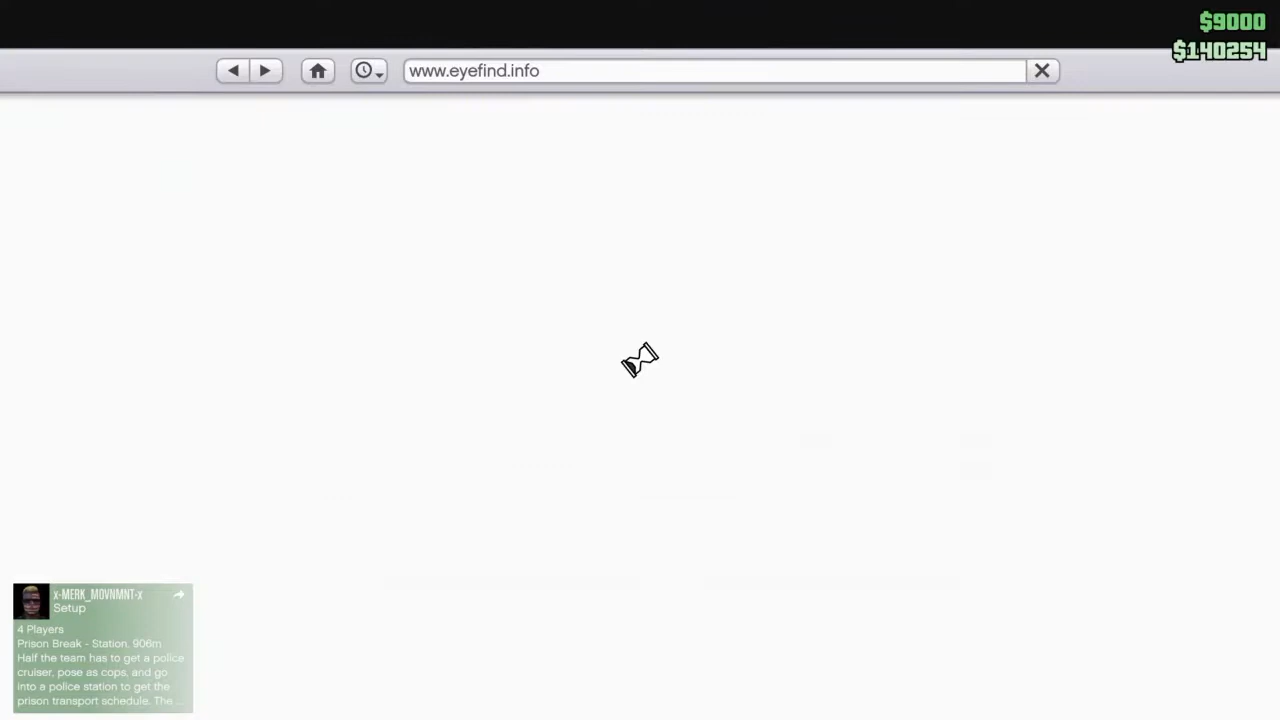 $9000
$140254
www.eyefind.info
x-MERK_MOVNMNT-x
Setup
4 Players
Prison Break - Station, 906m
Half the team has to get a police
cruiser, pose as cops, and go
into a police station to get the
prison transport schedule. The ...